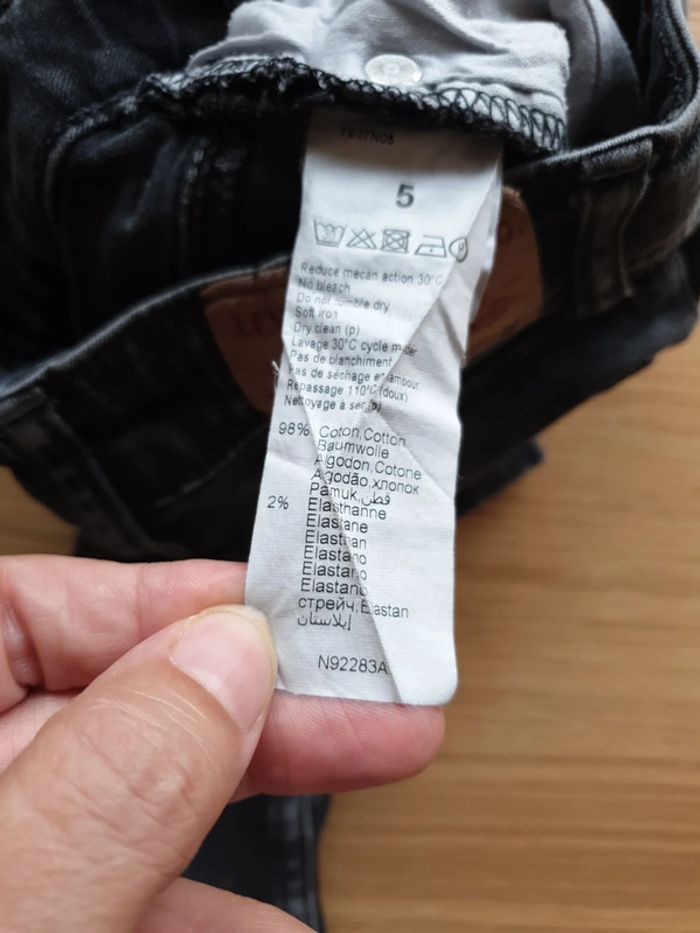 1E07N05
5
Reduce mecan action 30°C
No bleach
Do not tumble dry
Soft iron
Dry clean (p)
Lavage 30°C cycle
Pas de blanchiment
Pas de séchage en tambour
Repassage 110°C (doux)
Nettoyage à sec (p)
98% Coton,Cotton
Baumwolle
Algodon,Cotone
Algodão,хлопок
Pamuk,قطن
2% Elasthanne
Elastane
Elasthan
Elastano
Elastano
Elastano
стрейч,Elastan
إيلاستان
N92283A